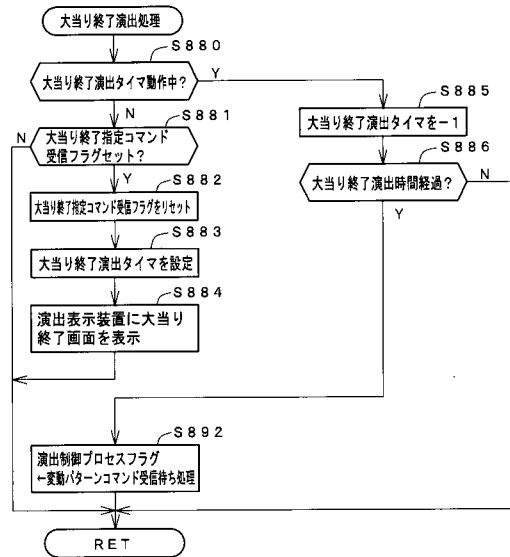 大当り終了演出処理
S880
大当り終了演出タイマ動作中?
Y
N
S881
大当り終了指定コマンド
受信フラグセット?
N
Y
S882
大当り終了指定コマンド受信フラグをリセット
S883
大当り終了演出タイマを設定
S884
演出表示装置に大当り
終了画面を表示
S885
大当り終了演出タイマを-1
S886
大当り終了演出時間経過?
N
Y
S892
演出制御プロセスフラグ
←変動パターンコマンド受信待ち処理
RET